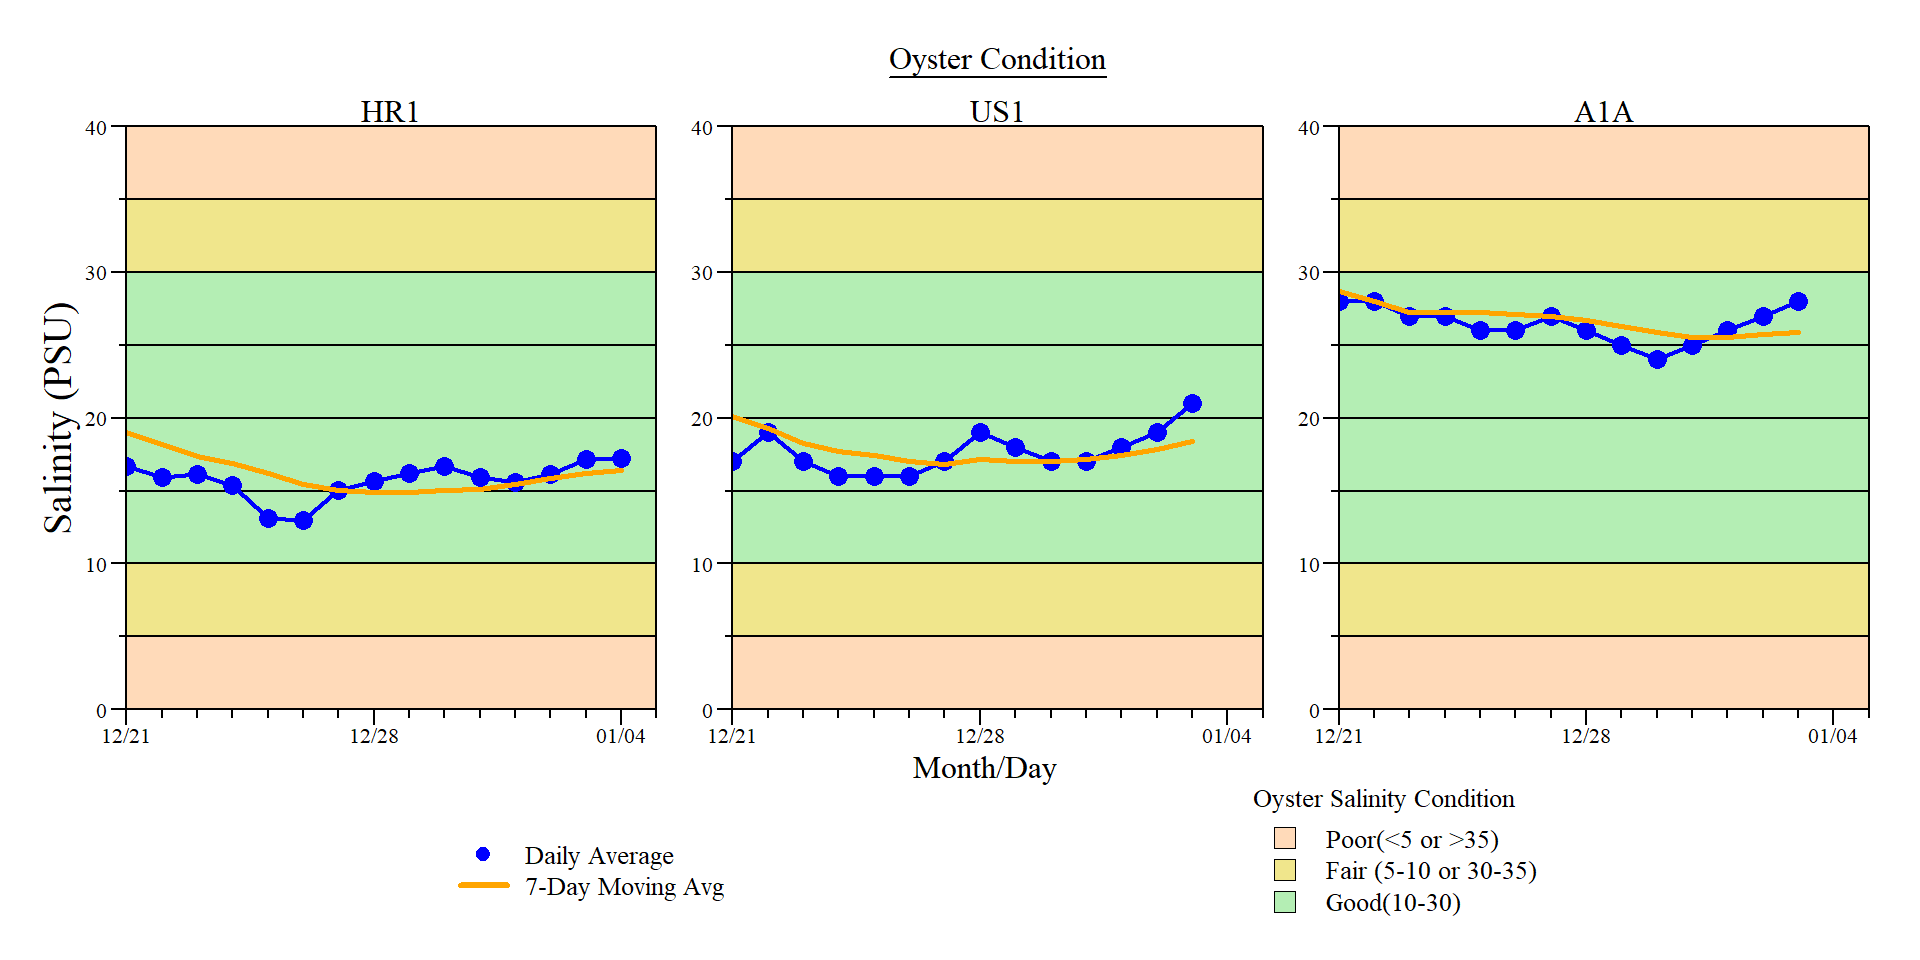 Oyster Condition
HR1
US1
A1A
Salinity (PSU)
40
30
20
10
0
12/21
12/28
01/04
40
30
20
10
0
12/21
12/28
01/04
40
30
20
10
0
12/21
12/28
01/04
Month/Day
Daily Average
7-Day Moving Avg
Oyster Salinity Condition
Poor(<5 or >35)
Fair (5-10 or 30-35)
Good(10-30)